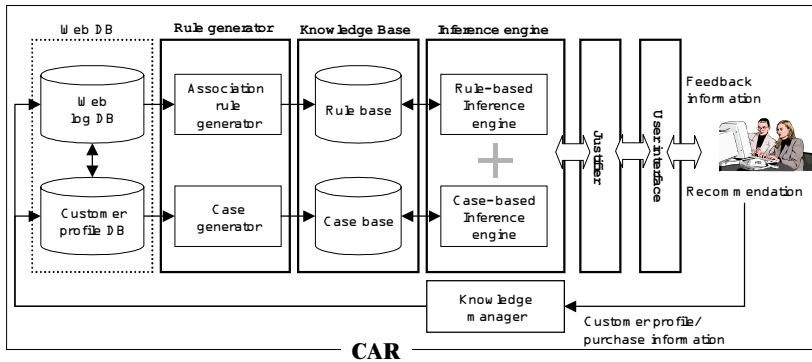 Web DB
Rule generator
Knowledge Base
Inference engine
Web
log DB
Association
rule
generator
Rule base
Rule-based
Inference
engine
Customer
profile DB
Case
generator
Case base
Case-based
Inference
engine
Justifier
User interface
Feedback
information
Recommendation
Knowledge
manager
Customer profile/
purchase information
CAR